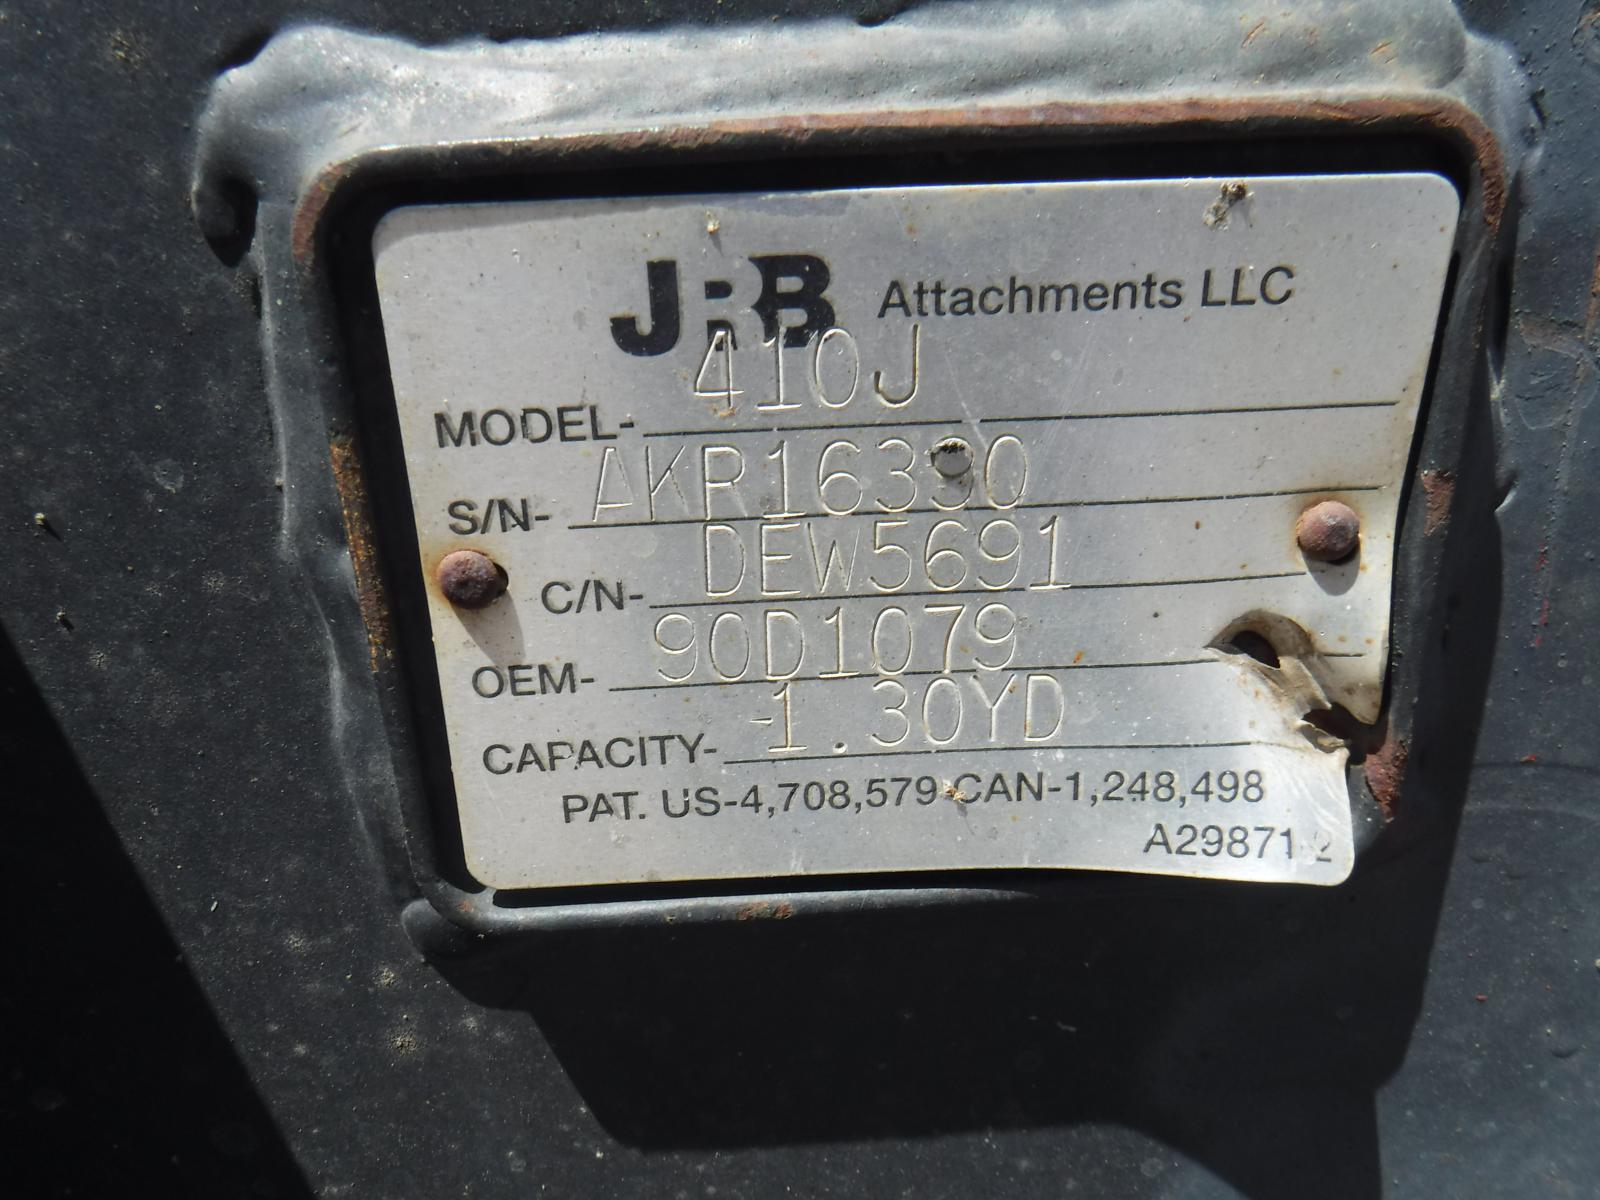 JRB Attachments LLC
MODEL- 410J
S/N- AKR16390
C/N- DEW5691
OEM- 90D1079
CAPACITY- 1.30YD
PAT. US-4,708,579 CAN-1,248,498
A29871-2